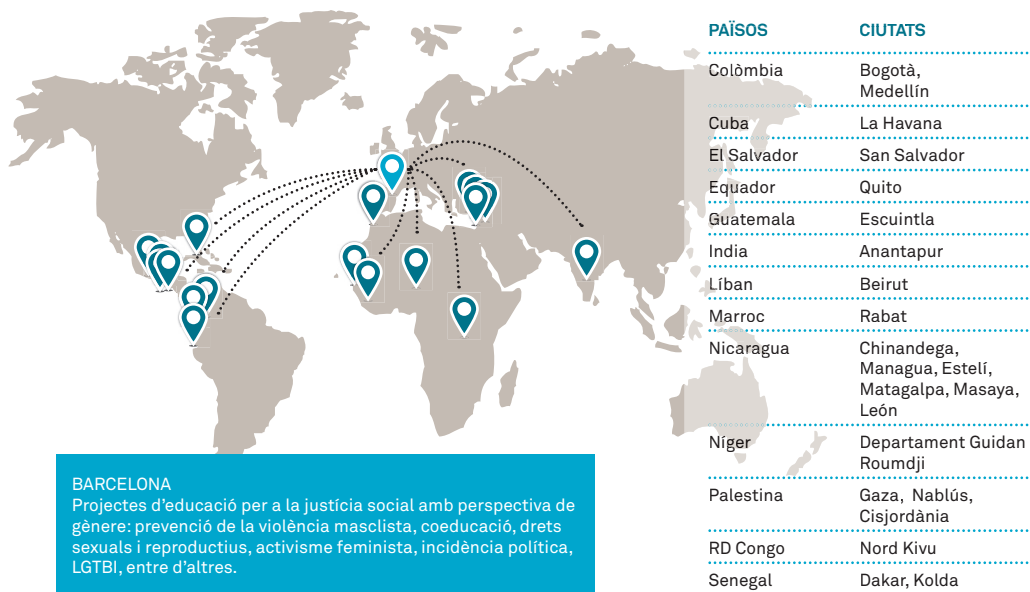 PAÏSOS CIUTATS
Colòmbia Bogotà,
Medellín
Cuba La Havana
El Salvador San Salvador
Equador Quito
Guatemala Escuintla
India Anantapur
Líban Beirut
Marroc Rabat
Nicaragua Chinandega,
Managua, Estelí,
Matagalpa, Masaya,
León
Níger Departament Guidan
Roumdji
Palestina Gaza, Nablús,
Cisjordània
RD Congo Nord Kivu
Senegal Dakar, Kolda
BARCELONA
Projectes d'educació per a la justícia social amb perspectiva de
gènere: prevenció de la violència masclista, coeducació, drets
sexuals i reproductius, activisme feminista, incidència política,
LGTBI, entre d'altres.